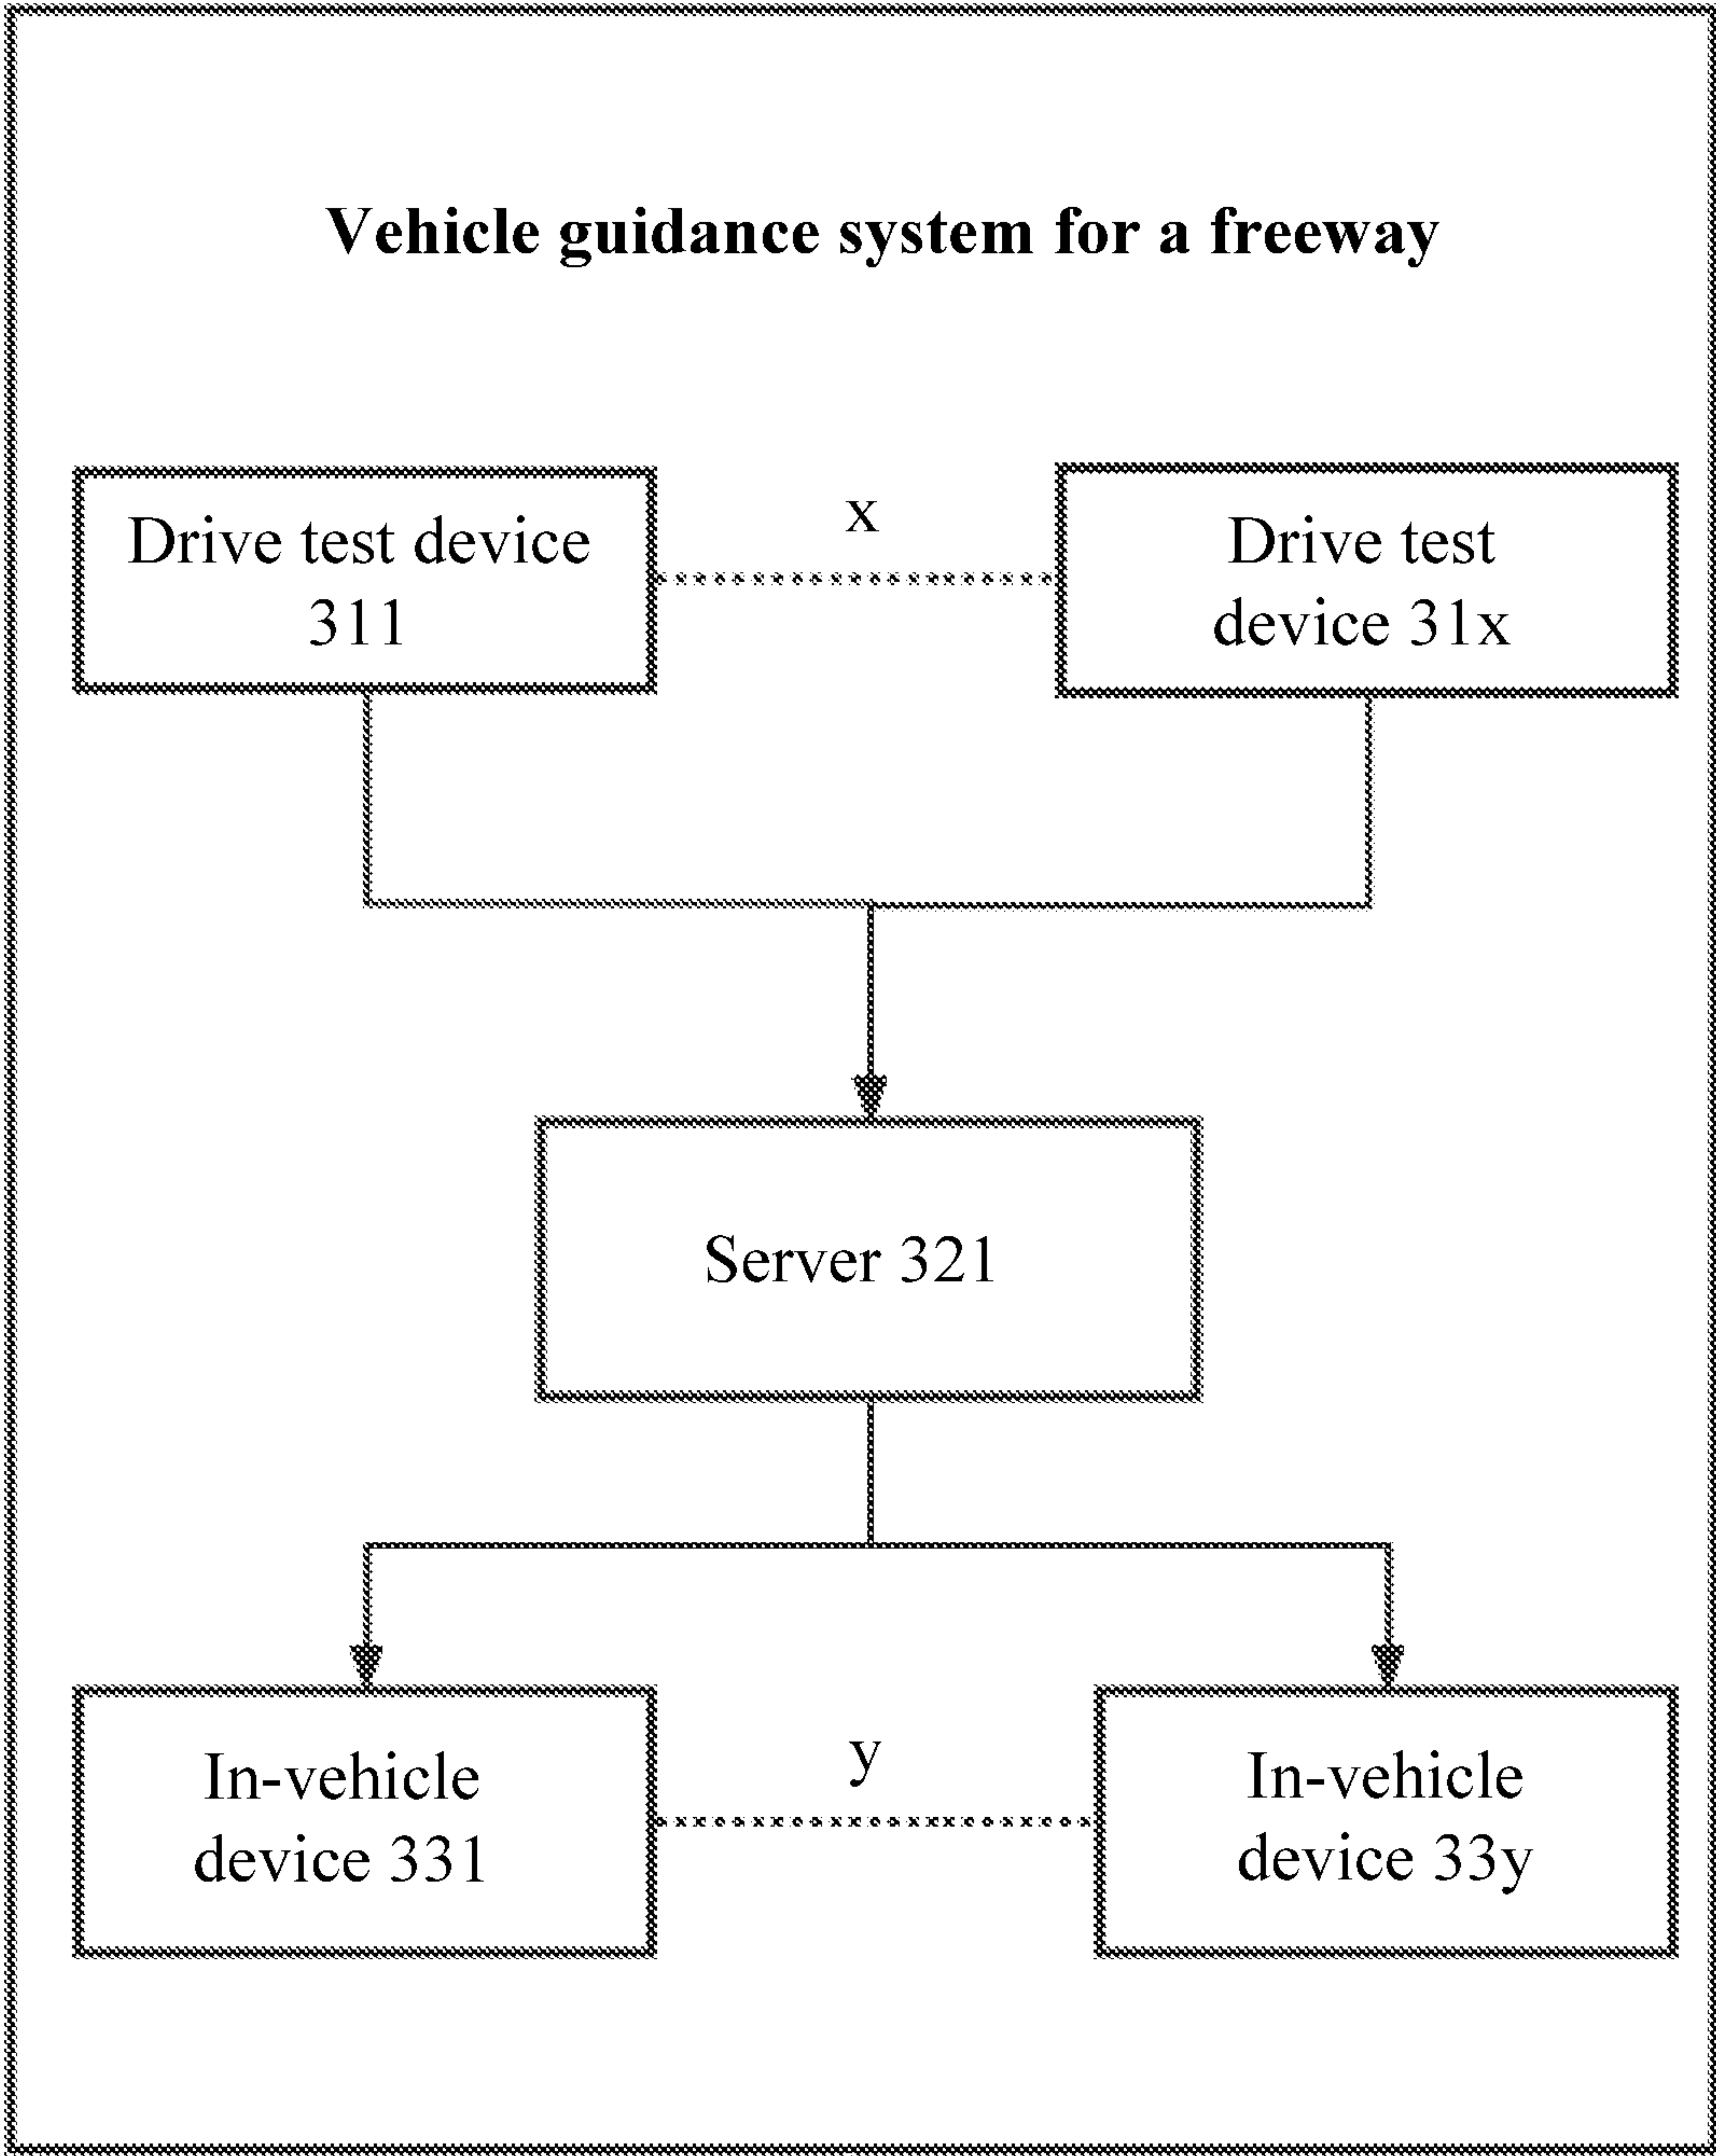 Vehicle guidance system for a freeway
Drive test device
311
x
Drive test
device 31x
Server 321
In-vehicle
device 331
y
In-vehicle
device 33y